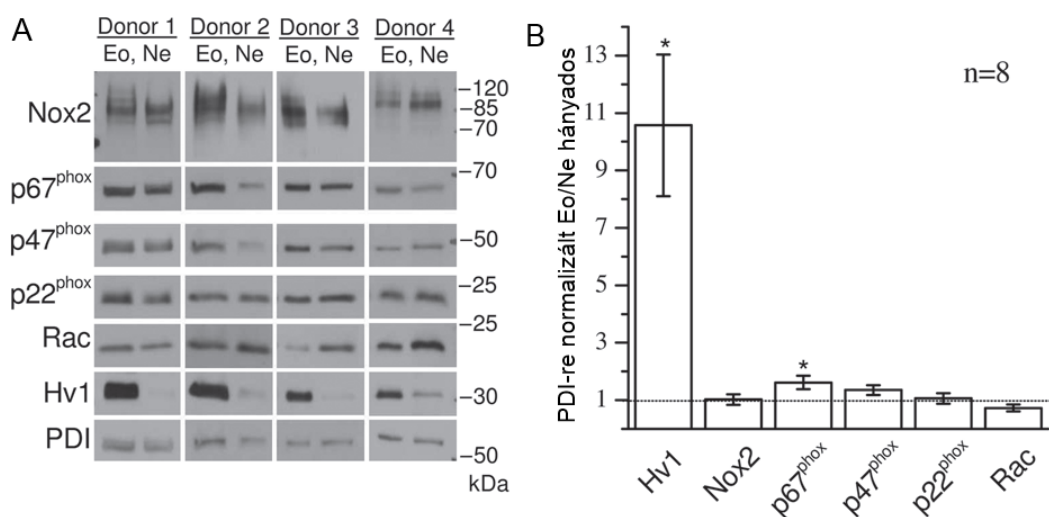 A
Donor 1 Donor 2 Donor 3 Donor 4
Eo, Ne Eo, Ne Eo, Ne Eo, Ne
Nox2
–120
–85
–70
p67phox
–70
p47phox
–50
p22phox
–25
Rac
–25
Hv1
–30
PDI
–50
kDa
B
PDI-re normalizált Eo/Ne hányados
n=8
13
11
9
7
5
3
1
*
*
Hv1
Nox2
p67phox
p47phox
p22phox
Rac